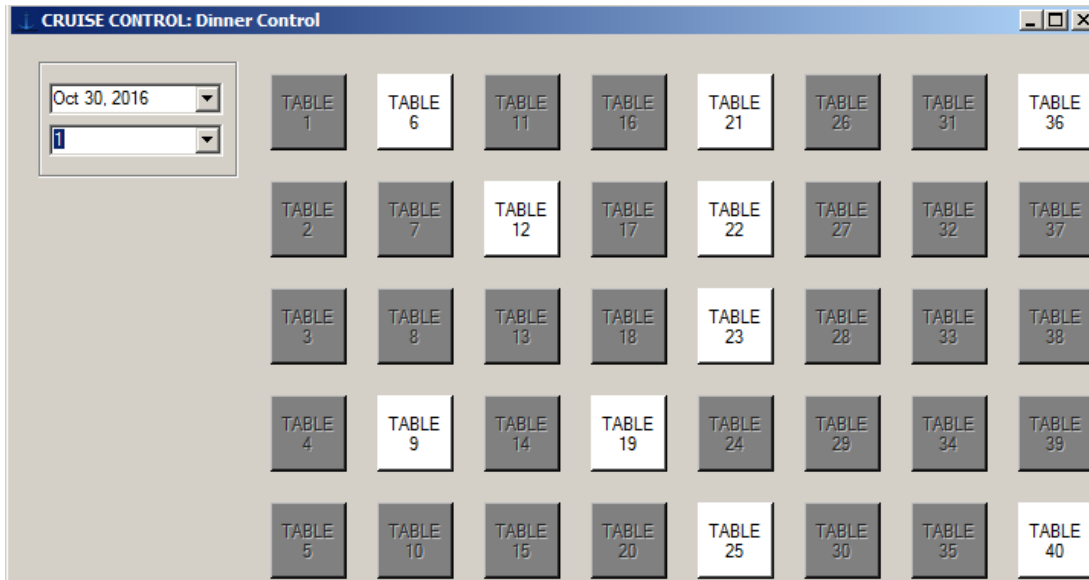 CRUISE CONTROL: Dinner Control
Oct 30, 2016
1
TABLE TABLE TABLE TABLE TABLE TABLE TABLE TABLE
1 6 11 16 21 26 31 36
TABLE TABLE TABLE TABLE TABLE TABLE TABLE TABLE
2 7 12 17 22 27 32 37
TABLE TABLE TABLE TABLE TABLE TABLE TABLE TABLE
3 8 13 18 23 28 33 38
TABLE TABLE TABLE TABLE TABLE TABLE TABLE TABLE
4 9 14 19 24 29 34 39
TABLE TABLE TABLE TABLE TABLE TABLE TABLE TABLE
5 10 15 20 25 30 35 40